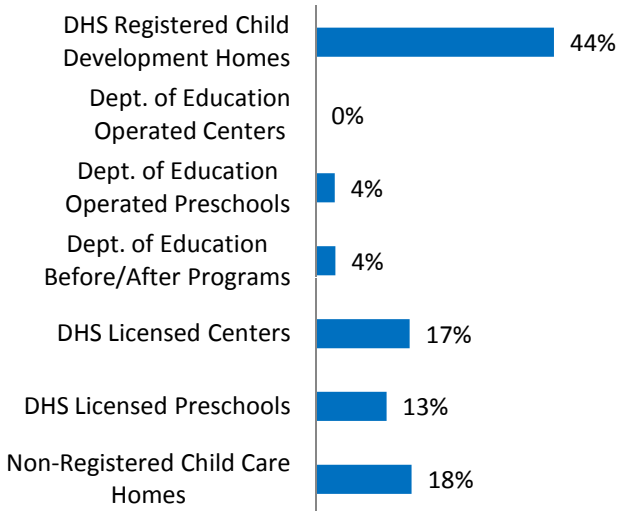 DHS Registered Child
Development Homes
44%
Dept. of Education
Operated Centers
0%
Dept. of Education
Operated Preschools
4%
Dept. of Education
Before/After Programs
4%
DHS Licensed Centers
17%
DHS Licensed Preschools
13%
Non-Registered Child Care
Homes
18%